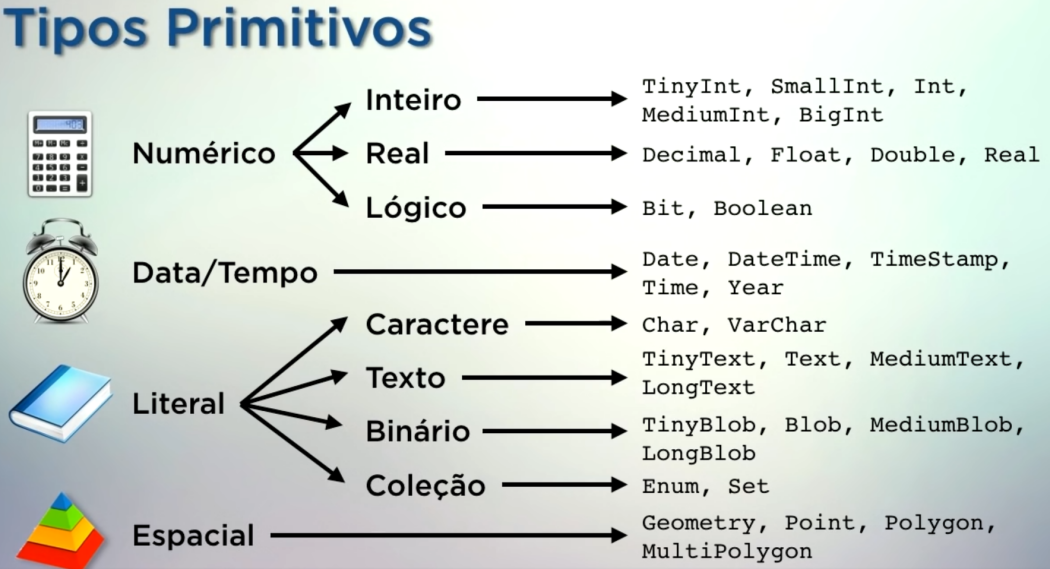 Tipos Primitivos
Numérico
Inteiro
TinyInt, SmallInt, Int,
MediumInt, BigInt
Real
Decimal, Float, Double, Real
Lógico
Bit, Boolean
Data/Tempo
Date, DateTime, TimeStamp,
Time, Year
Literal
Caractere
Char, VarChar
Texto
TinyText, Text, MediumText,
LongText
Binário
TinyBlob, Blob, MediumBlob,
LongBlob
Coleção
Enum, Set
Espacial
Geometry, Point, Polygon,
MultiPolygon